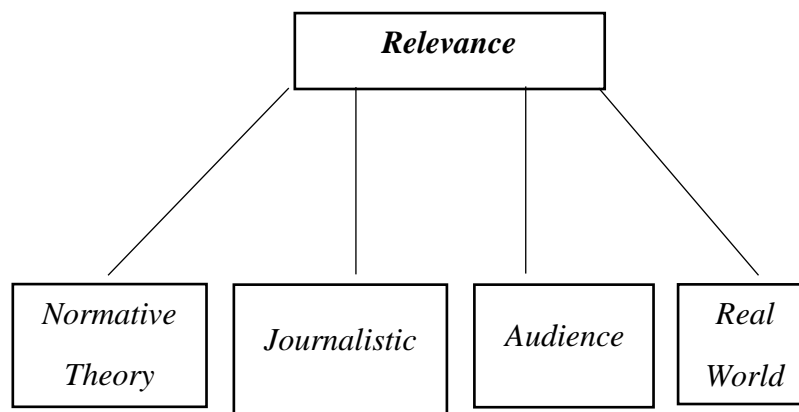 Relevance
Normative
Theory
Journalistic
Audience
Real
World